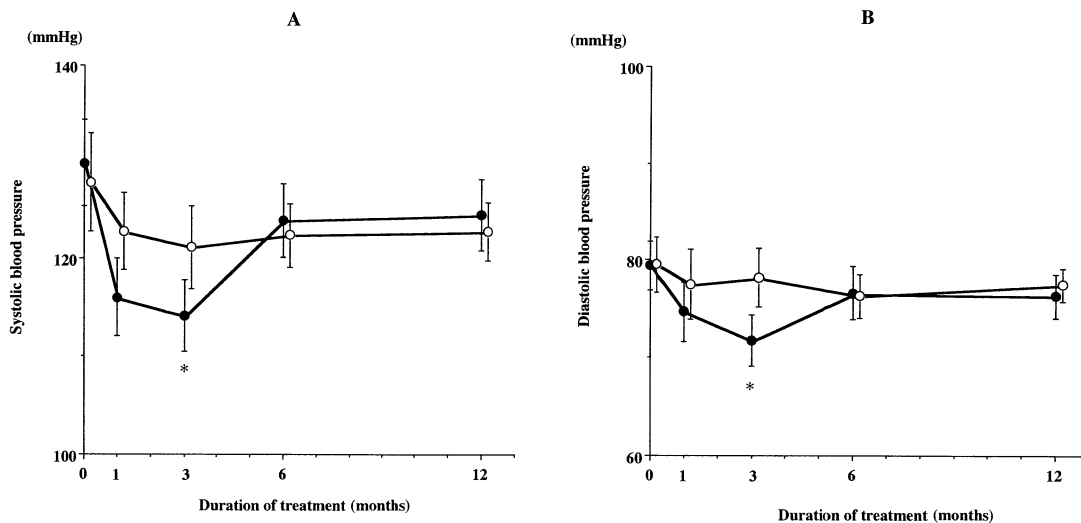 A
(mmHg)
Systolic blood pressure
140
120
100
0 1 3 6 12
*
Duration of treatment (months)
B
(mmHg)
Diastolic blood pressure
100
80
60
0 1 3 6 12
*
Duration of treatment (months)